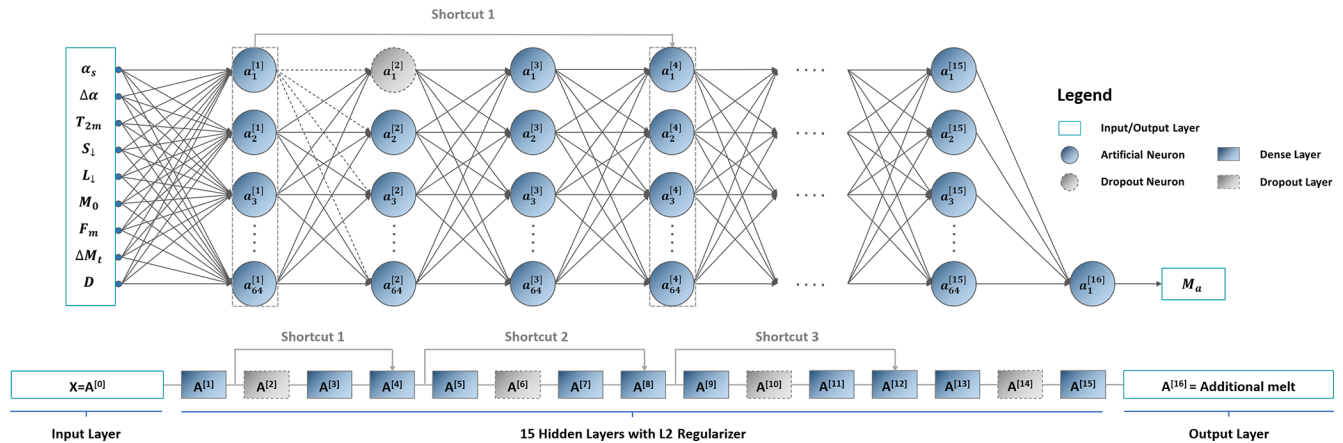 Shortcut 1
α_s
Δα
T_2m
S_↓
L_↓
M_0
F_m
ΔM_t
D
a_1^[1] a_1^[2] a_1^[3] a_1^[4] . . . . a_1^[15]
a_2^[1] a_2^[2] a_2^[3] a_2^[4] . . . . a_2^[15]
a_3^[1] a_3^[2] a_3^[3] a_3^[4] . . . . a_3^[15]
a_64^[1] a_64^[2] a_64^[3] a_64^[4] . . . . a_64^[15] a_1^[16] M_a
Legend
Input/Output Layer
Artificial Neuron Dense Layer
Dropout Neuron Dropout Layer
Shortcut 1 Shortcut 2 Shortcut 3
X=A^[0] A^[1] A^[2] A^[3] A^[4] A^[5] A^[6] A^[7] A^[8] A^[9] A^[10] A^[11] A^[12] A^[13] A^[14] A^[15] A^[16] = Additional melt
Input Layer 15 Hidden Layers with L2 Regularizer Output Layer